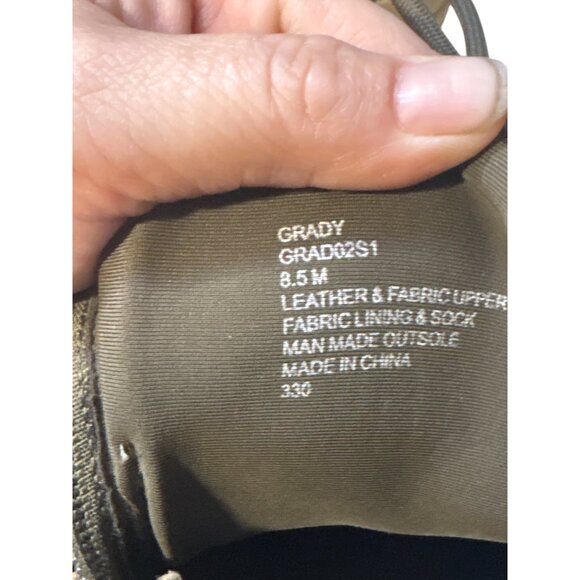 GRADY
GRAD02S1
8.5 M
LEATHER & FABRIC UPPER
FABRIC LINING & SOCK
MAN MADE OUTSOLE
MADE IN CHINA
330